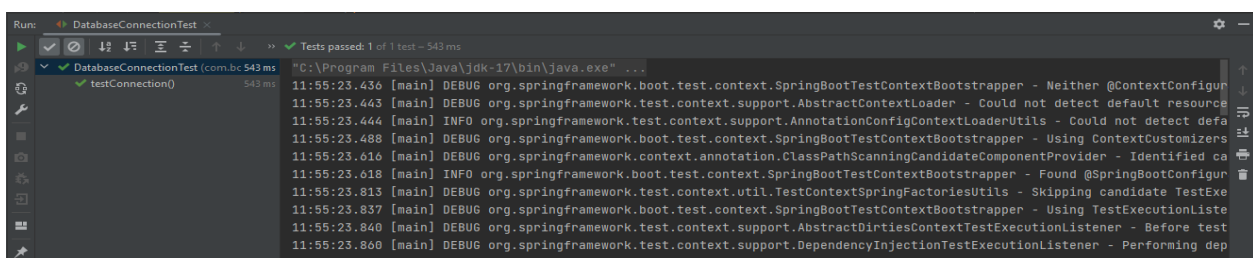 Run: DatabaseConnectionTest
Tests passed: 1 of 1 test – 543 ms
DatabaseConnectionTest (com.bc 543 ms
testConnection() 543 ms
"C:\Program Files\Java\jdk-17\bin\java.exe" ...
11:55:23.436 [main] DEBUG org.springframework.boot.test.context.SpringBootTestContextBootstrapper - Neither @ContextConfigur
11:55:23.443 [main] DEBUG org.springframework.test.context.support.AbstractContextLoader - Could not detect default resource
11:55:23.444 [main] INFO org.springframework.test.context.support.AnnotationConfigContextLoaderUtils - Could not detect defa
11:55:23.488 [main] DEBUG org.springframework.boot.test.context.SpringBootTestContextBootstrapper - Using ContextCustomizers
11:55:23.616 [main] DEBUG org.springframework.context.annotation.ClassPathScanningCandidateComponentProvider - Identified ca
11:55:23.618 [main] INFO org.springframework.boot.test.context.SpringBootTestContextBootstrapper - Found @SpringBootConfigur
11:55:23.813 [main] DEBUG org.springframework.test.context.util.TestContextSpringFactoriesUtils - Skipping candidate TestExe
11:55:23.837 [main] DEBUG org.springframework.boot.test.context.SpringBootTestContextBootstrapper - Using TestExecutionListe
11:55:23.840 [main] DEBUG org.springframework.test.context.support.AbstractDirtiesContextTestExecutionListener - Before test
11:55:23.860 [main] DEBUG org.springframework.test.context.support.DependencyInjectionTestExecutionListener - Performing dep